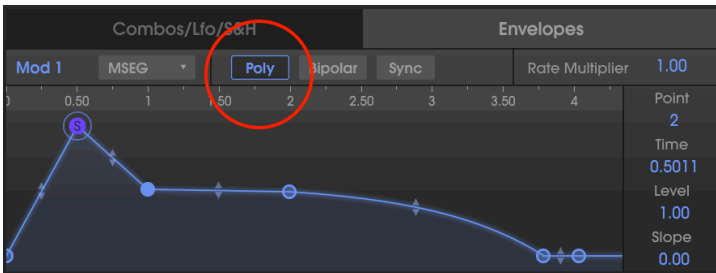 Combos/Lfo/S&H Envelopes
Mod 1 MSEG Poly Bipolar Sync Rate Multiplier 1.00
0 0.50 1 1.50 2 2.50 3 3.50 4 Point
2
Time
0.5011
S Level
1.00
Slope
0.00